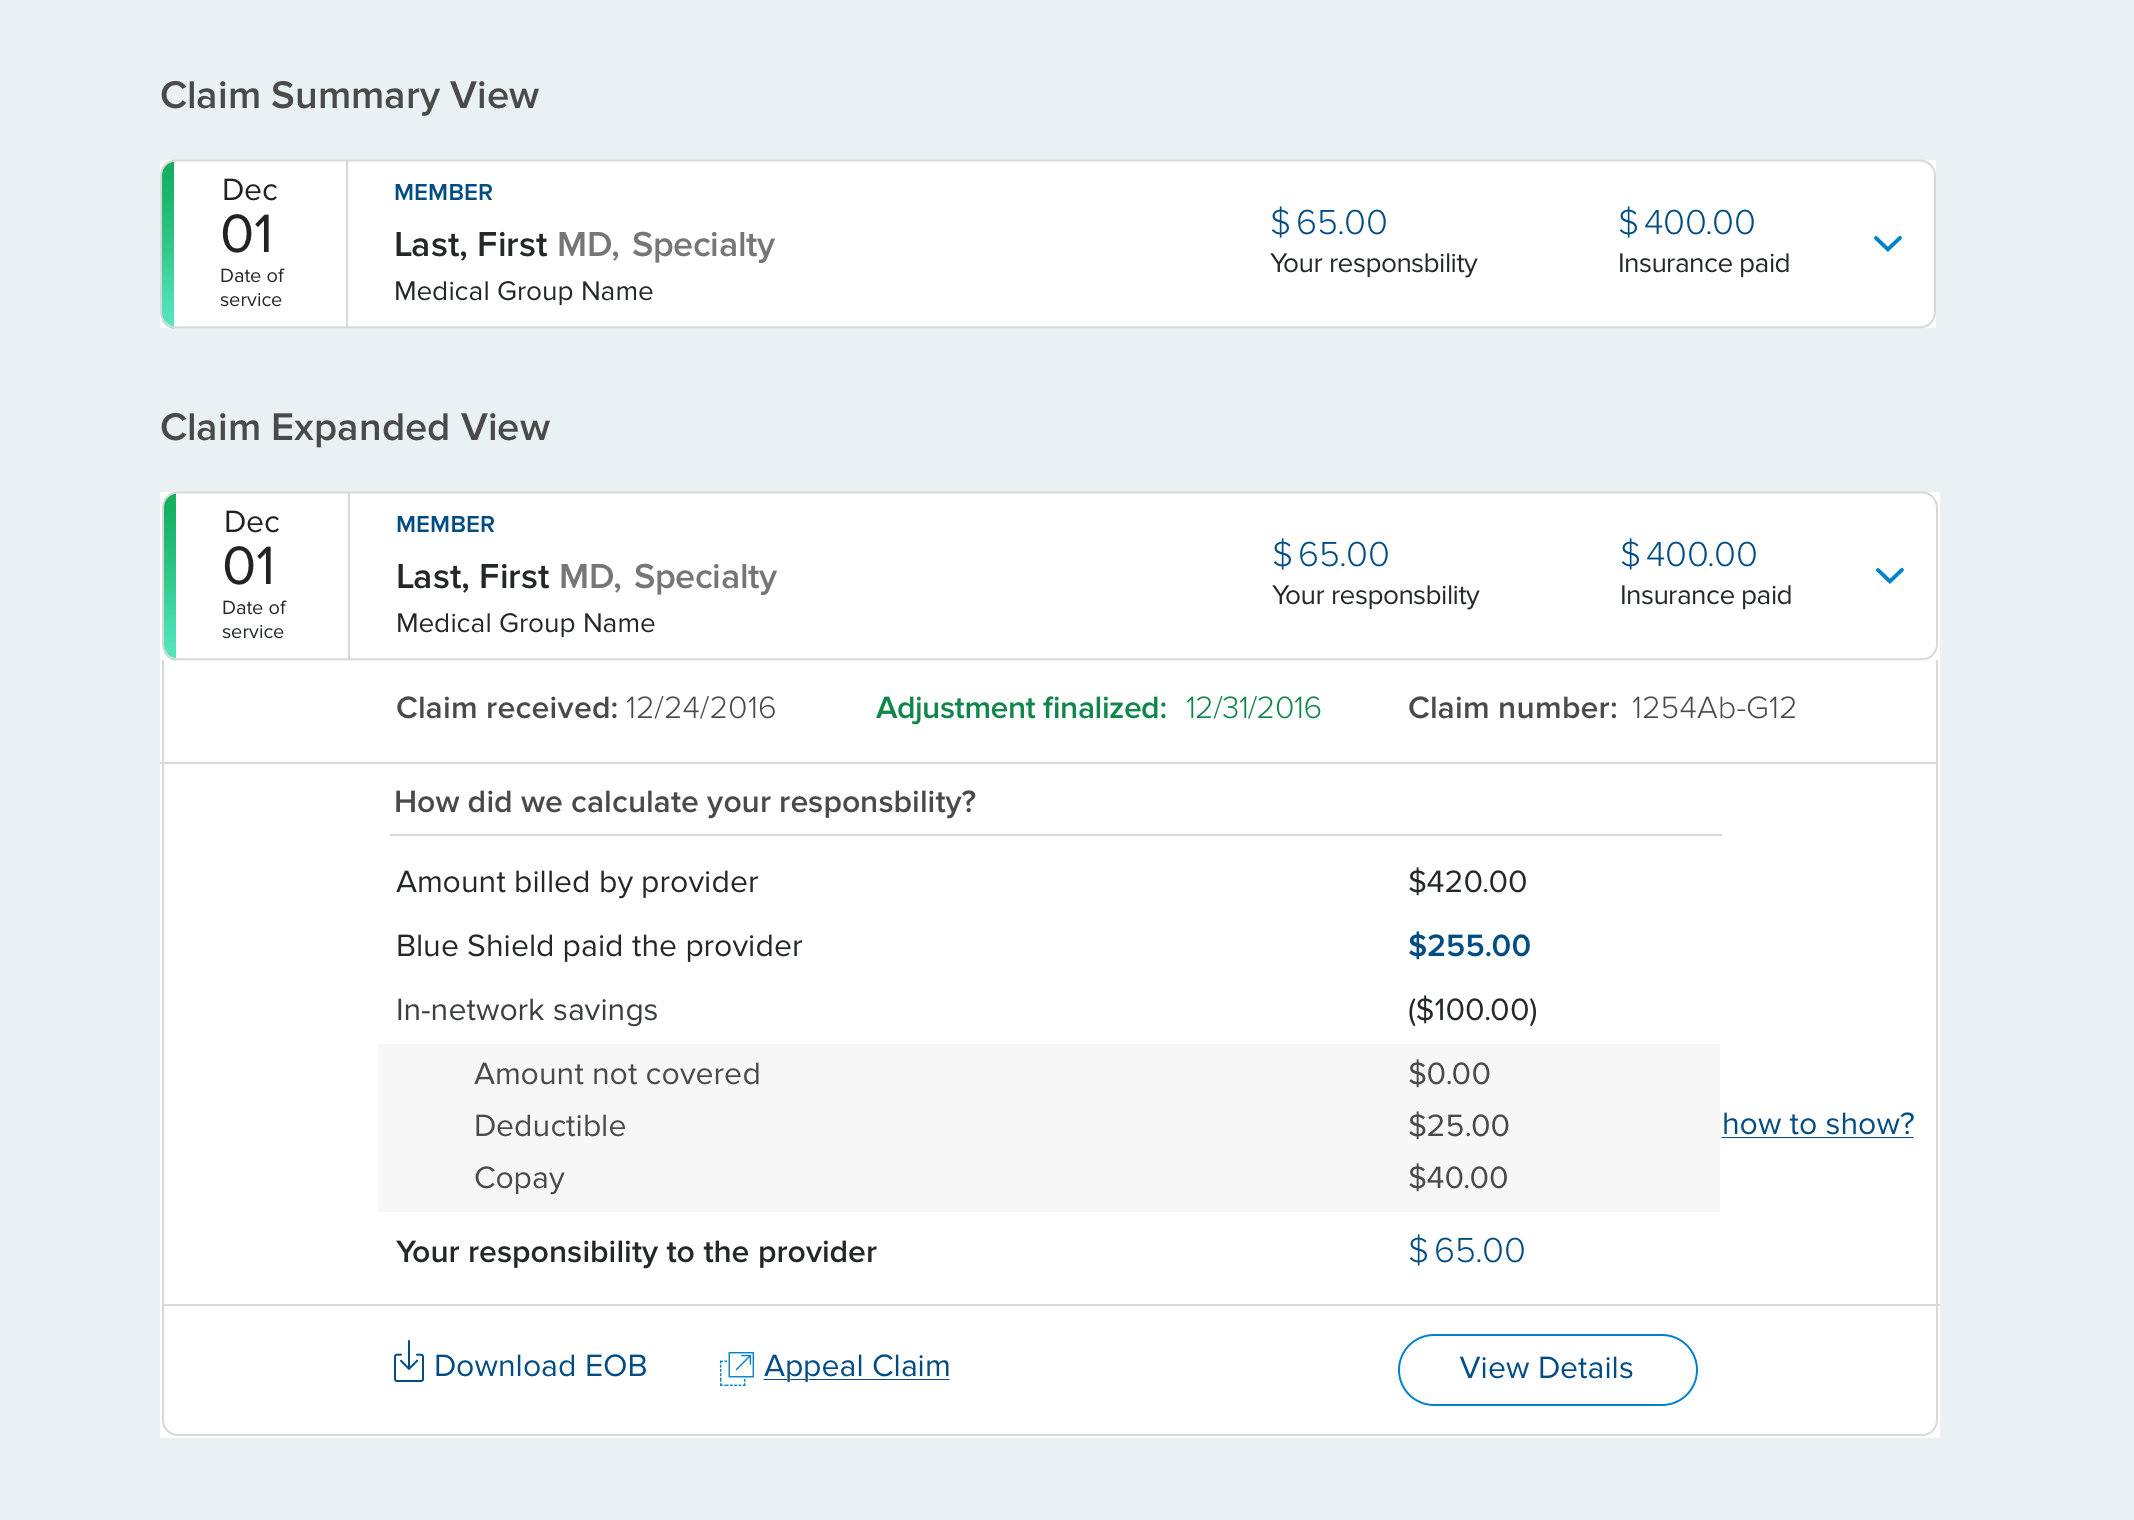 Claim Summary View
Dec
01
Date of
service
MEMBER
Last, First MD, Specialty
Medical Group Name
$ 65.00
Your responsbility
$ 400.00
Insurance paid
Claim Expanded View
Dec
01
Date of
service
MEMBER
Last, First MD, Specialty
Medical Group Name
$ 65.00
Your responsbility
$ 400.00
Insurance paid
Claim received: 12/24/2016 Adjustment finalized: 12/31/2016 Claim number: 1254Ab-G12
How did we calculate your responsbility?
Amount billed by provider $420.00
Blue Shield paid the provider $255.00
In-network savings ($100.00)
Amount not covered $0.00
Deductible $25.00 how to show?
Copay $40.00
Your responsibility to the provider $ 65.00
Download EOB Appeal Claim View Details